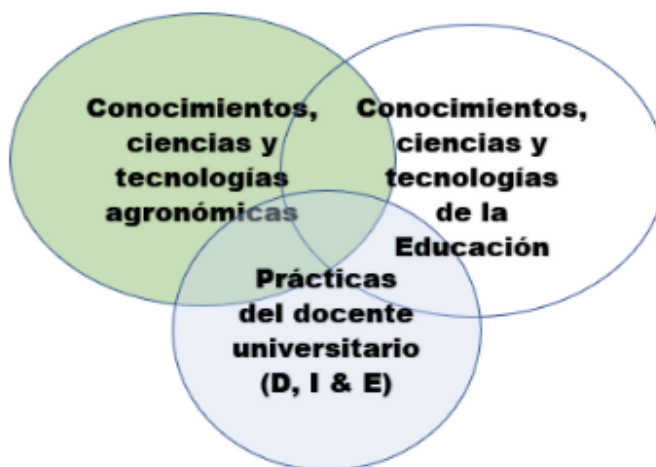 Conocimientos,
ciencias y
tecnologías
agronómicas
Conocimientos,
ciencias y
tecnologías
de la
Educación
Prácticas
del docente
universitario
(D, I & E)